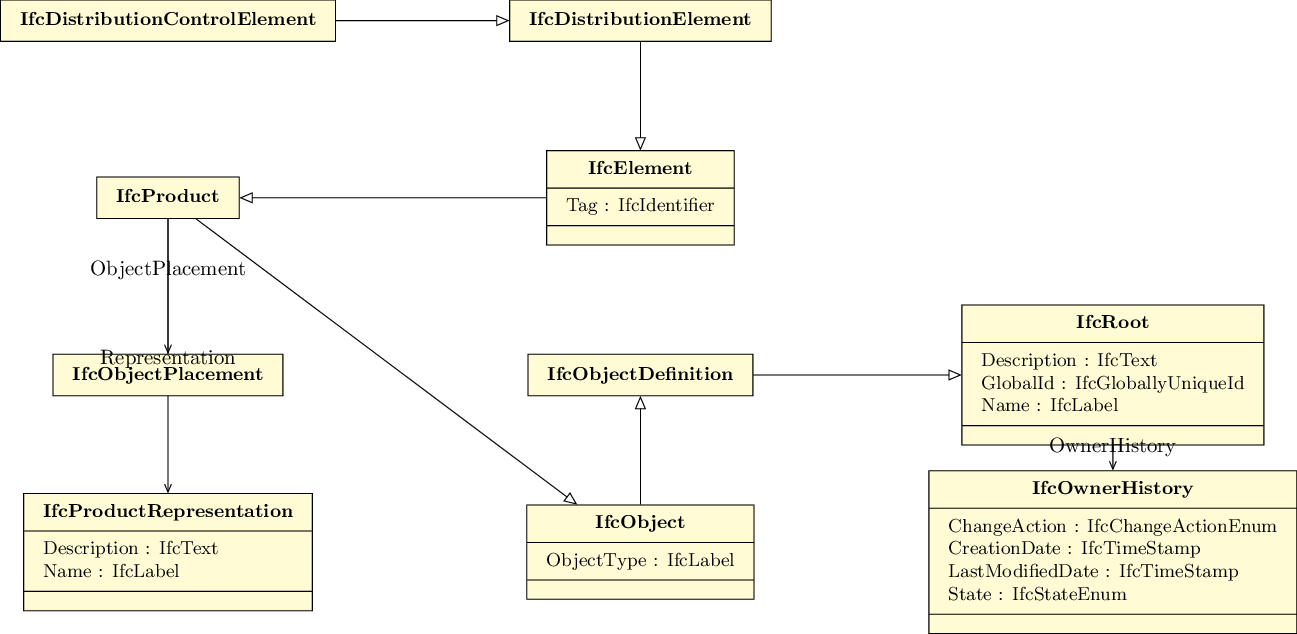 IfcDistributionControlElement
IfcDistributionElement
IfcElement
Tag : IfcIdentifier
IfcProduct
ObjectPlacement
Representation
IfcObjectPlacement
IfcProductRepresentation
Description : IfcText
Name : IfcLabel
IfcObjectDefinition
IfcObject
ObjectType : IfcLabel
IfcRoot
Description : IfcText
GlobalId : IfcGloballyUniqueId
Name : IfcLabel
OwnerHistory
IfcOwnerHistory
ChangeAction : IfcChangeActionEnum
CreationDate : IfcTimeStamp
LastModifiedDate : IfcTimeStamp
State : IfcStateEnum